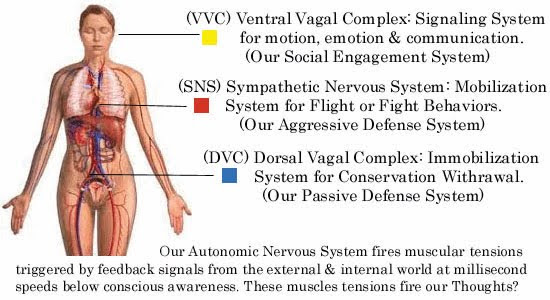 (VVC) Ventral Vagal Complex: Signaling System
for motion, emotion & communication.
(Our Social Engagement System)
(SNS) Sympathetic Nervous System: Mobilization
System for Flight or Fight Behaviors.
(Our Aggressive Defense System)
(DVC) Dorsal Vagal Complex: Immobilization
System for Conservation Withrawal.
(Our Passive Defense System)
Our Autonomic Nervous System fires muscular tensions
triggered by feedback signals from the external & internal world at millisecond
speeds below conscious awareness. These muscles tensions fire our Thoughts?